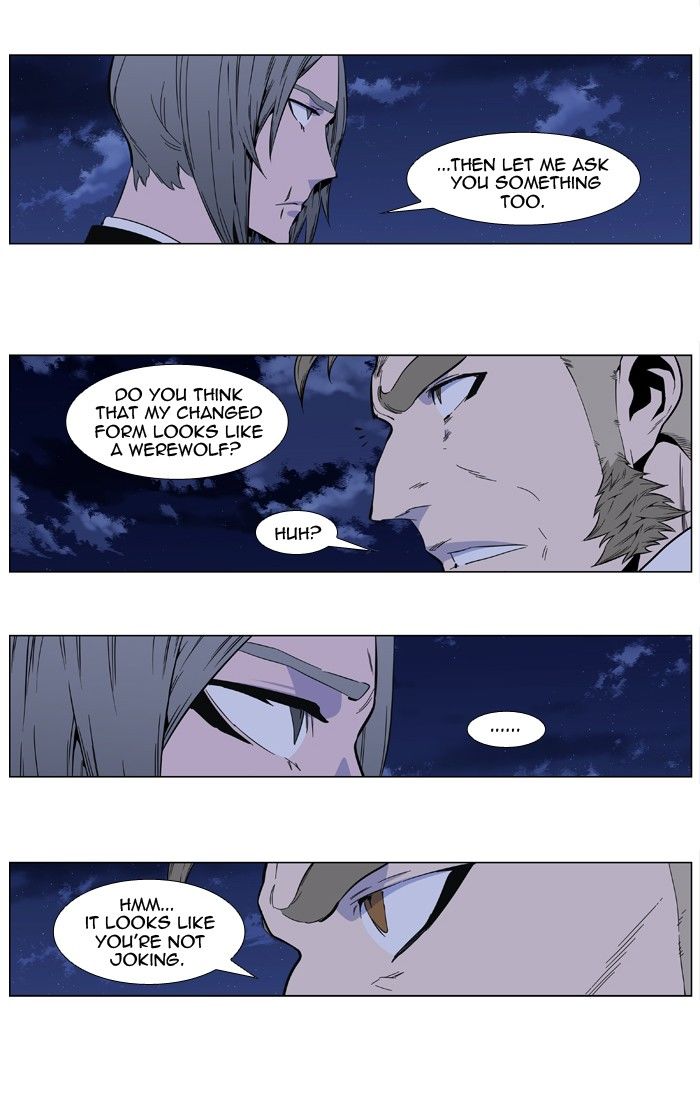 ...THEN LET ME ASK
YOU SOMETHING
TOO.
DO YOU THINK
THAT MY CHANGED
FORM LOOKS LIKE
A WEREWOLF?
HUH?
......
HMM...
IT LOOKS LIKE
YOU'RE NOT
JOKING.